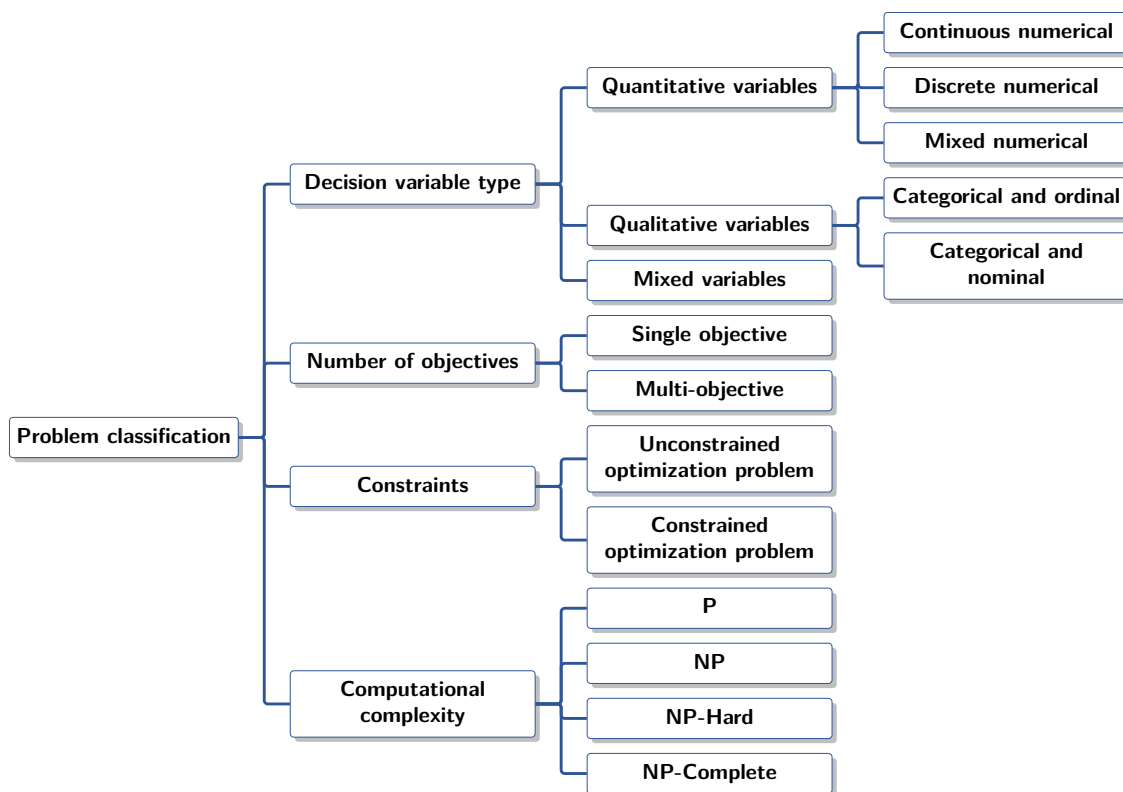 Problem classification
Decision variable type
Quantitative variables
Continuous numerical
Discrete numerical
Mixed numerical
Qualitative variables
Categorical and ordinal
Categorical and
nominal
Mixed variables
Number of objectives
Single objective
Multi-objective
Constraints
Unconstrained
optimization problem
Constrained
optimization problem
Computational
complexity
P
NP
NP-Hard
NP-Complete